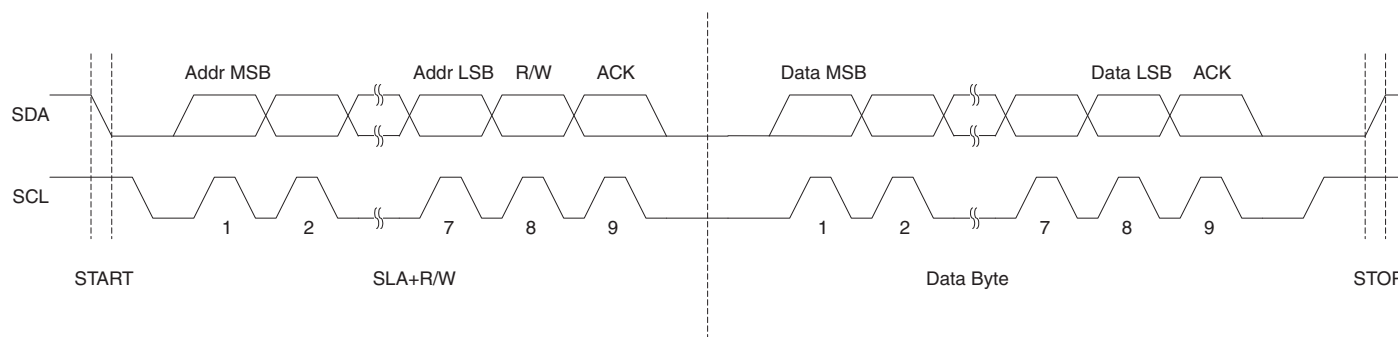 Addr MSB Addr LSB R/W ACK Data MSB Data LSB ACK
SDA
SCL
1 2 7 8 9 1 2 7 8 9
START SLA+R/W Data Byte STOP